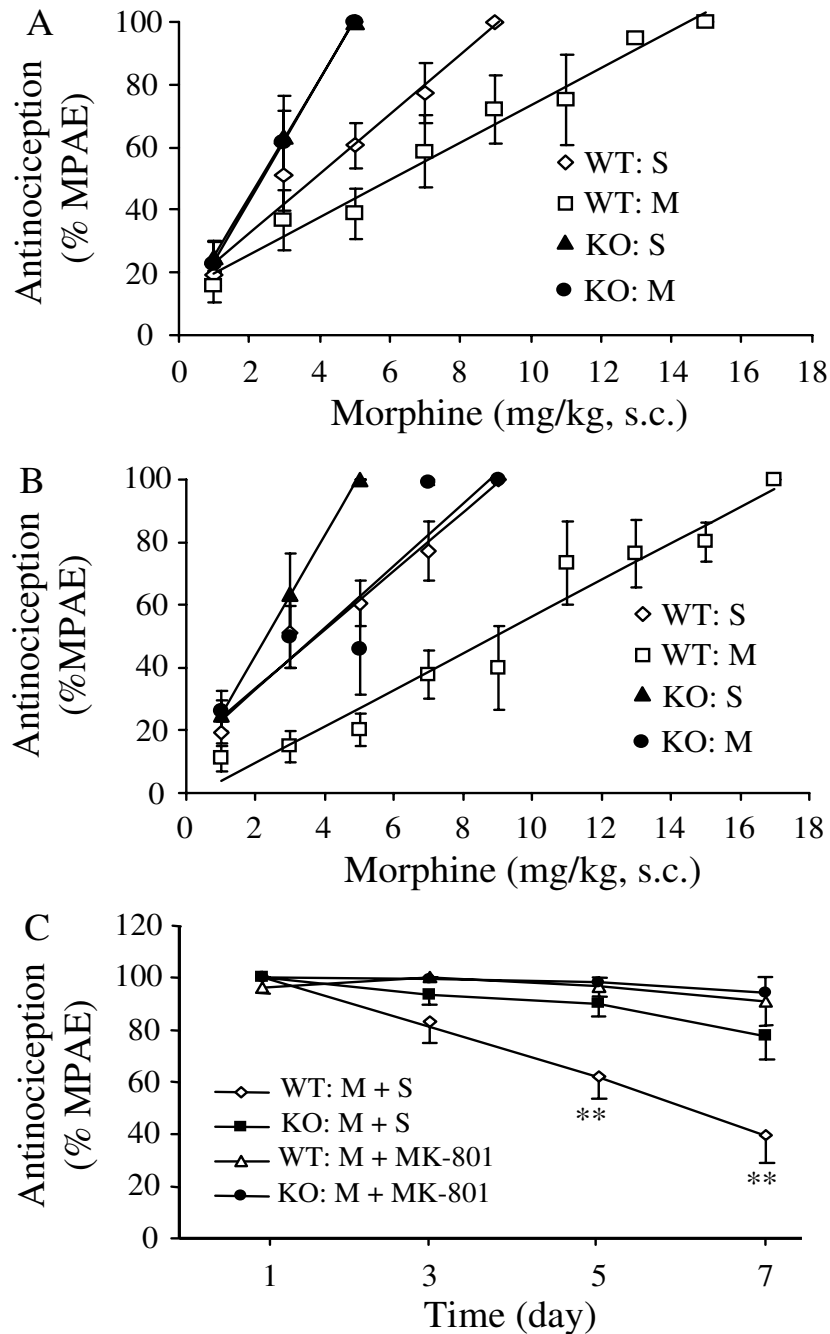 A
Antinociception
(% MPAE)
100
80
60
40
20
0
WT: S
WT: M
KO: S
KO: M
0 2 4 6 8 10 12 14 16 18
Morphine (mg/kg, s.c.)
B
Antinociception
(%MPAE)
100
80
60
40
20
0
WT: S
WT: M
KO: S
KO: M
0 2 4 6 8 10 12 14 16 18
Morphine (mg/kg, s.c.)
C
Antinociception
(% MPAE)
120
100
80
60
40
20
0
WT: M + S
KO: M + S
WT: M + MK-801
KO: M + MK-801
**
**
1 3 5 7
Time (day)